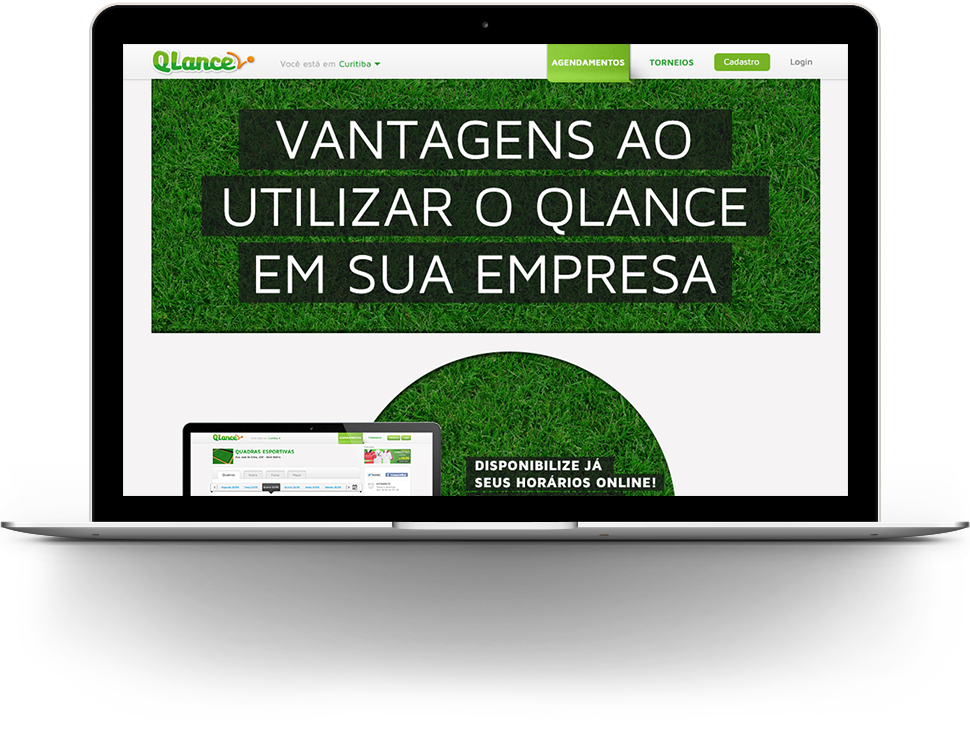 QLance
Você está em Curitiba
AGENDAMENTOS
TORNEIOS
Cadastro
Login
VANTAGENS AO
UTILIZAR O QLANCE
EM SUA EMPRESA
QLance
QUADRAS ESPORTIVAS
DISPONIBILIZE JÁ
SEUS HORÁRIOS ONLINE!